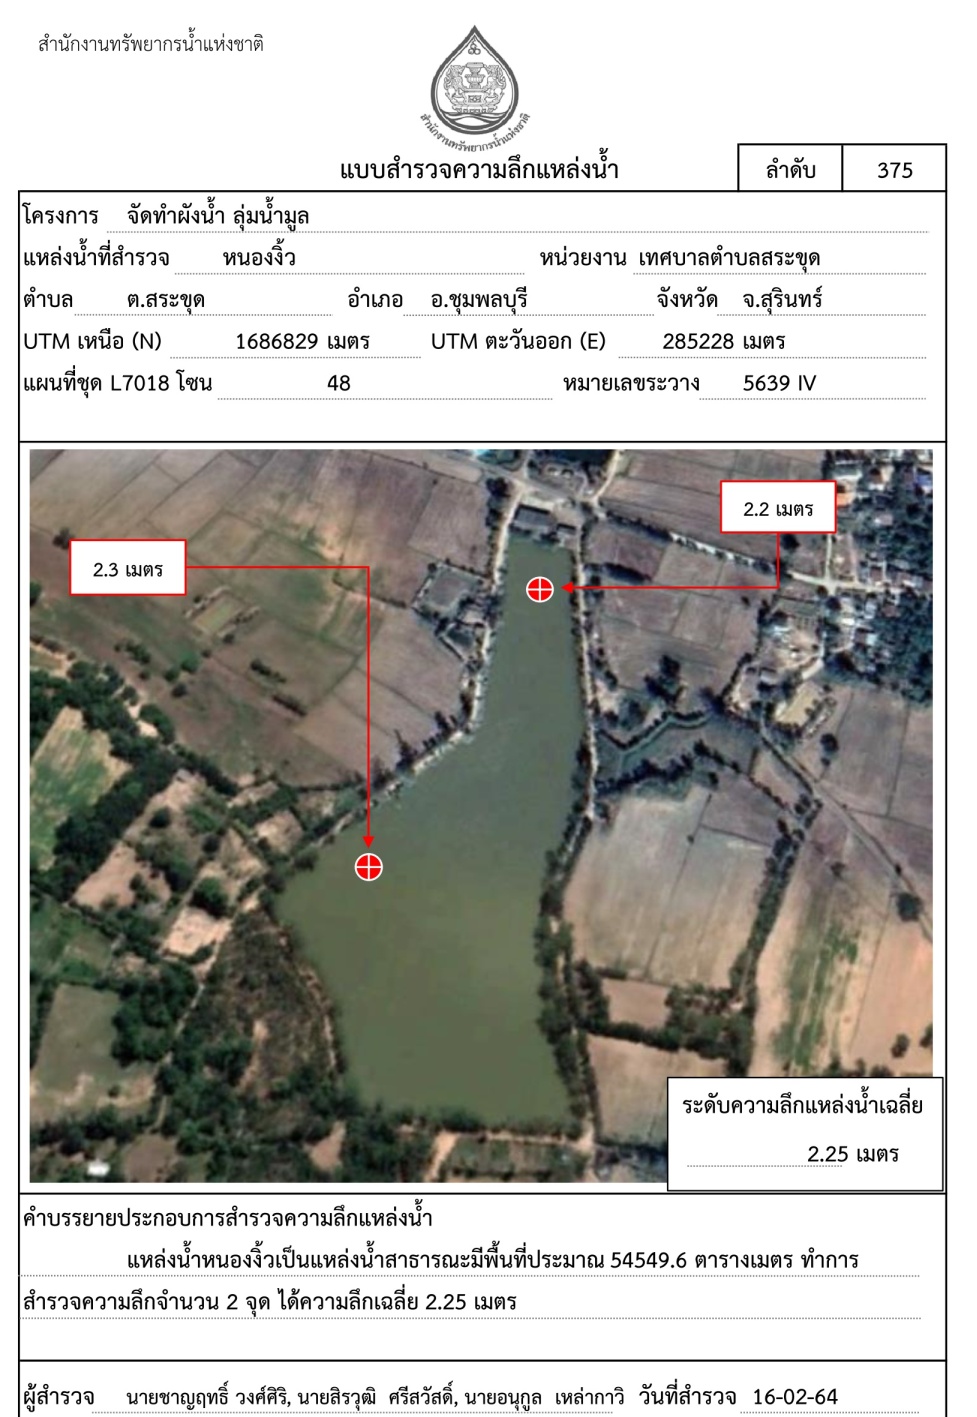 สำนักงานทรัพยากรน้ำแห่งชาติ
สำนักงานทรัพยากรน้ำแห่งชาติ
แบบสำรวจความลึกแหล่งน้ำ ลำดับ 375
โครงการ จัดทำผังน้ำ ลุ่มน้ำมูล
แหล่งน้ำที่สำรวจ หนองงิ้ว หน่วยงาน เทศบาลตำบลสระขุด
ตำบล ต.สระขุด อำเภอ อ.ชุมพลบุรี จังหวัด จ.สุรินทร์
UTM เหนือ (N) 1686829 เมตร UTM ตะวันออก (E) 285228 เมตร
แผนที่ชุด L7018 โซน 48 หมายเลขระวาง 5639 IV
2.2 เมตร
2.3 เมตร
ระดับความลึกแหล่งน้ำเฉลี่ย
2.25 เมตร
คำบรรยายประกอบการสำรวจความลึกแหล่งน้ำ
แหล่งน้ำหนองงิ้วเป็นแหล่งน้ำสาธารณะมีพื้นที่ประมาณ 54549.6 ตารางเมตร ทำการ
สำรวจความลึกจำนวน 2 จุด ได้ความลึกเฉลี่ย 2.25 เมตร
ผู้สำรวจ นายชาญฤทธิ์ วงศ์ศิริ, นายสิรวุฒิ ศรีสวัสดิ์, นายอนุกูล เหล่ากาวิ วันที่สำรวจ 16-02-64